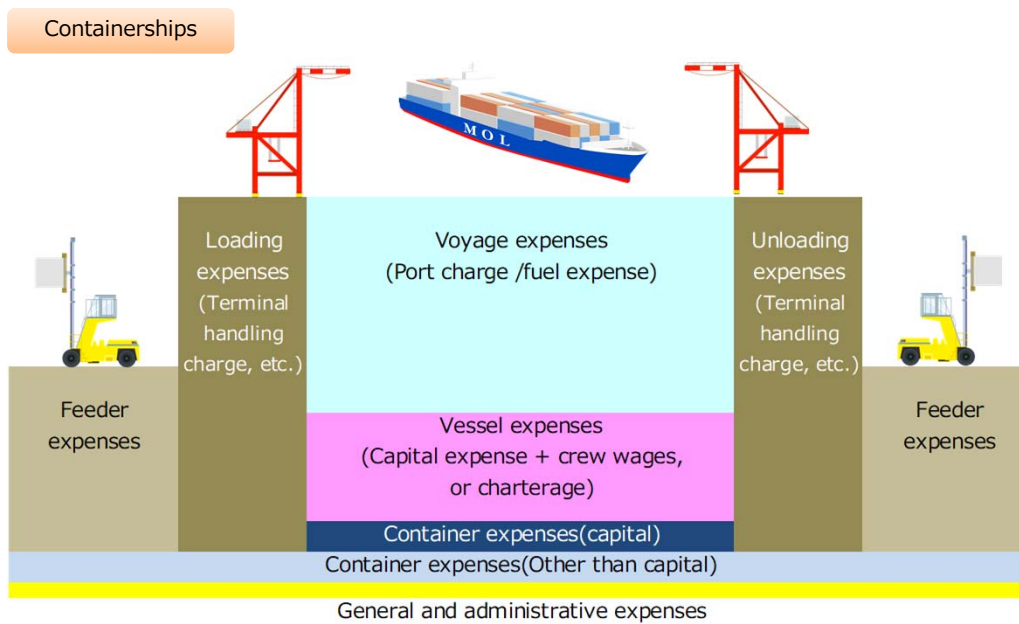 Containerships
MOL
Loading
expenses
(Terminal
handling
charge, etc.)
Voyage expenses
(Port charge /fuel expense)
Unloading
expenses
(Terminal
handling
charge, etc.)
Feeder
expenses
Vessel expenses
(Capital expense + crew wages,
or charterage)
Feeder
expenses
Container expenses(capital)
Container expenses(Other than capital)
General and administrative expenses